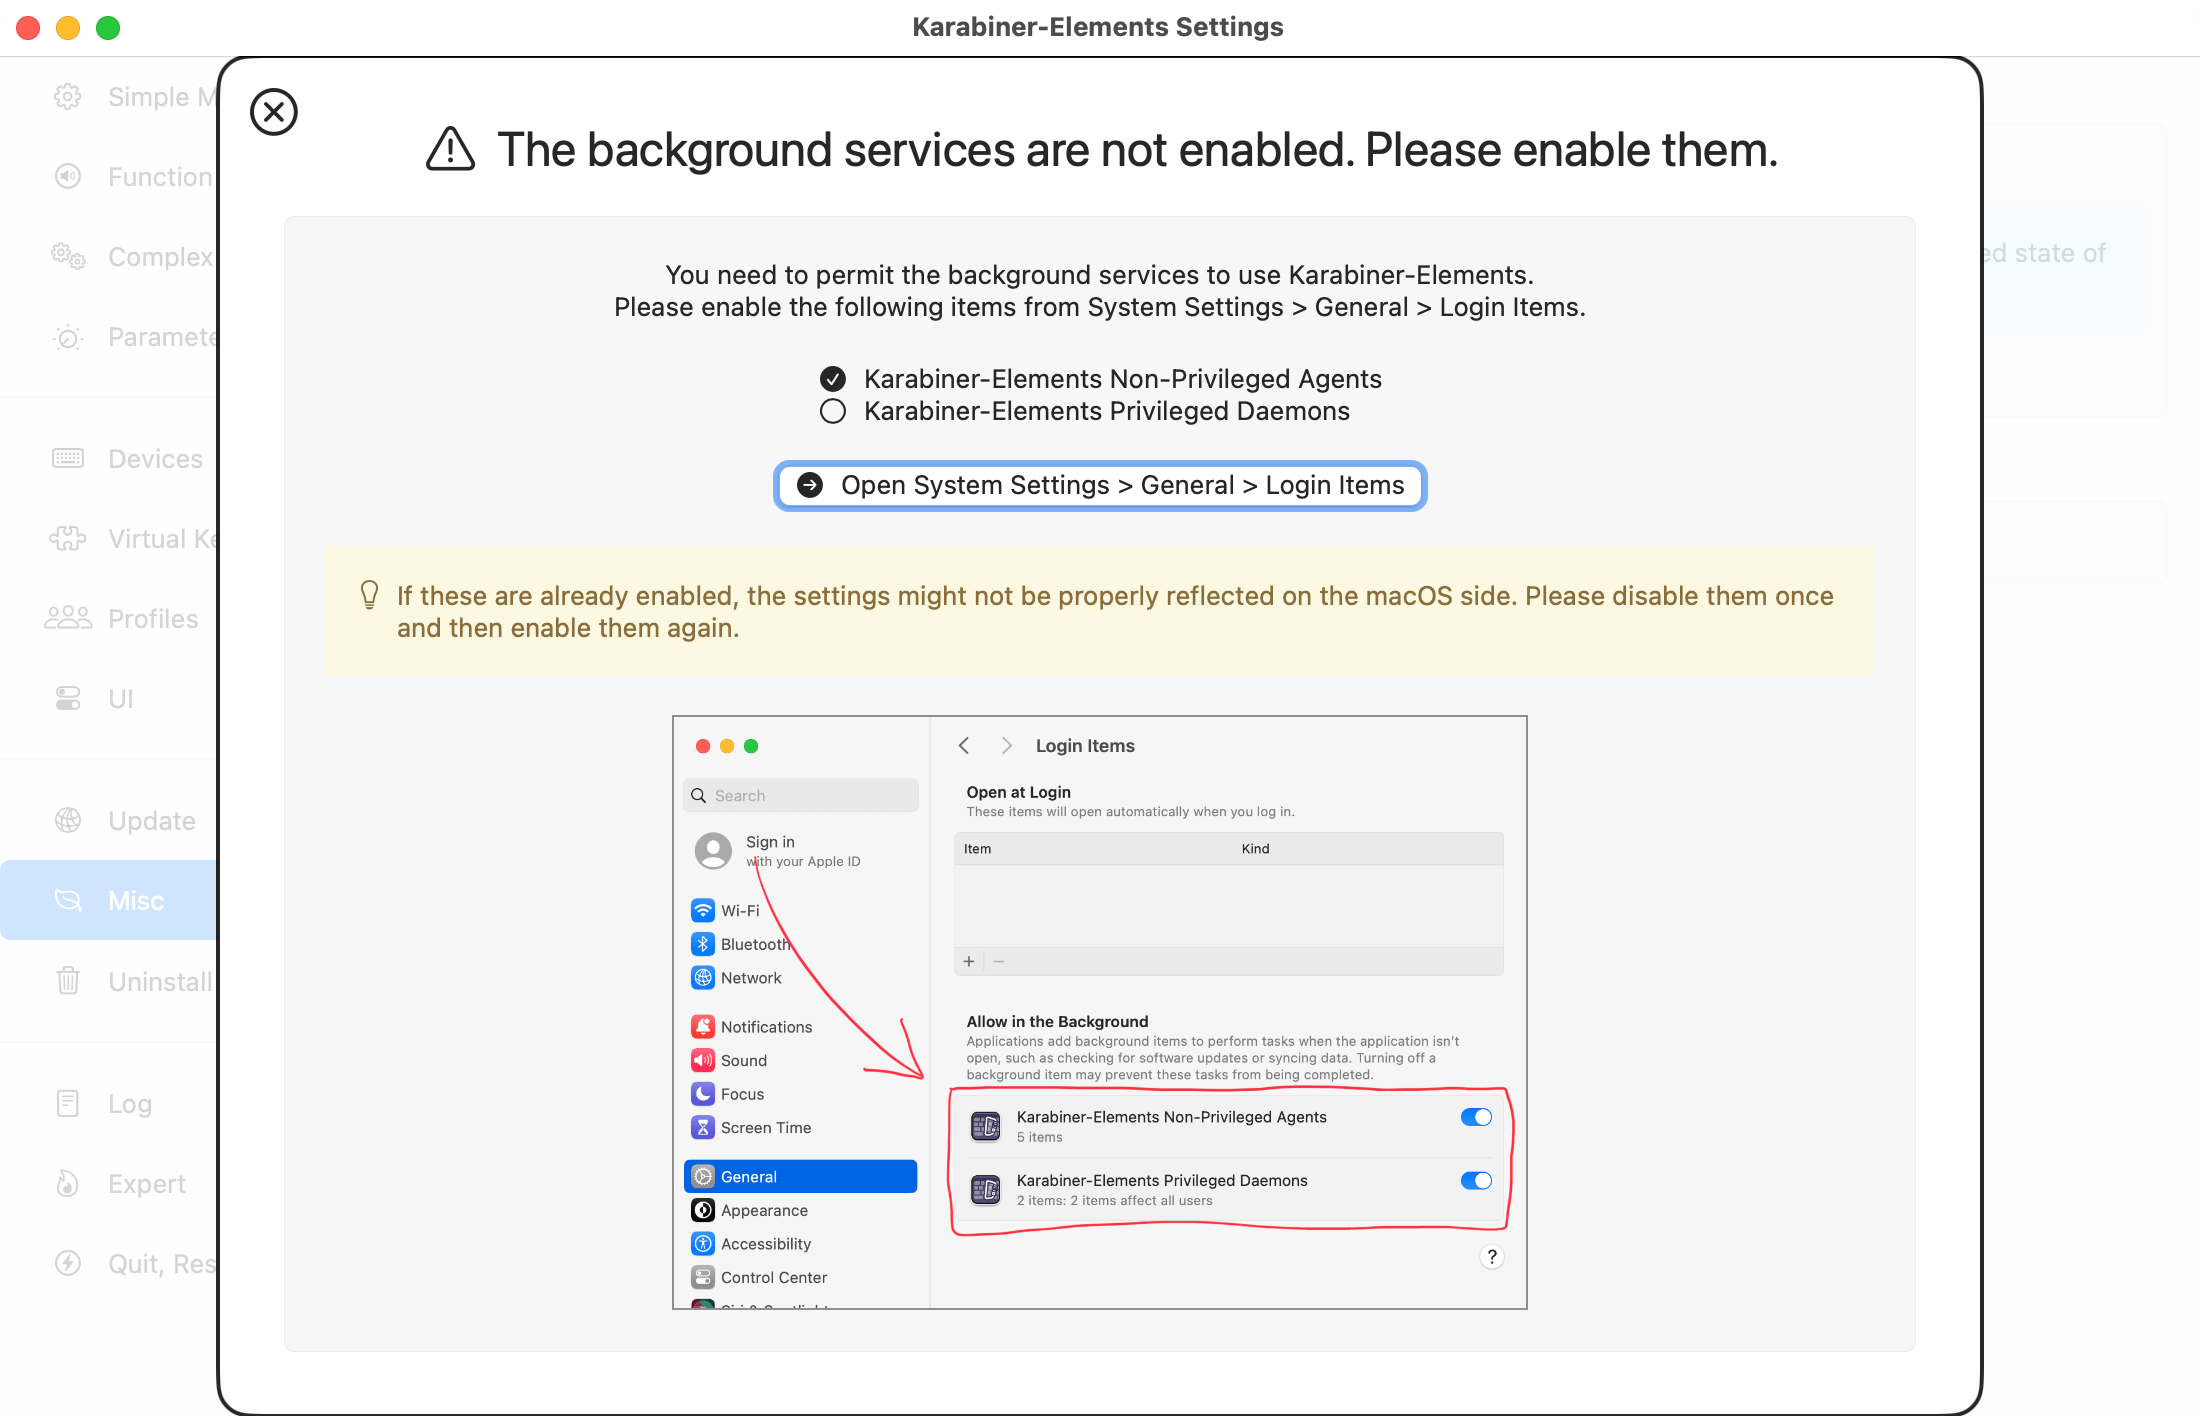 Karabiner-Elements Settings
Simple M
Function
Complex
Paramete
Devices
Virtual Ke
Profiles
UI
Update
Misc
Uninstall
Log
Expert
Quit, Res
The background services are not enabled. Please enable them.
You need to permit the background services to use Karabiner-Elements.
Please enable the following items from System Settings > General > Login Items.
Karabiner-Elements Non-Privileged Agents
Karabiner-Elements Privileged Daemons
Open System Settings > General > Login Items
If these are already enabled, the settings might not be properly reflected on the macOS side. Please disable them once
and then enable them again.
Search
Sign in
with your Apple ID
Wi-Fi
Bluetooth
Network
Notifications
Sound
Focus
Screen Time
General
Appearance
Accessibility
Control Center
Login Items
Open at Login
These items will open automatically when you log in.
Item Kind
Allow in the Background
Applications add background items to perform tasks when the application isn't
open, such as checking for software updates or syncing data. Turning off a
background item may prevent these tasks from being completed.
Karabiner-Elements Non-Privileged Agents
5 items
Karabiner-Elements Privileged Daemons
2 items: 2 items affect all users
?
ed state of